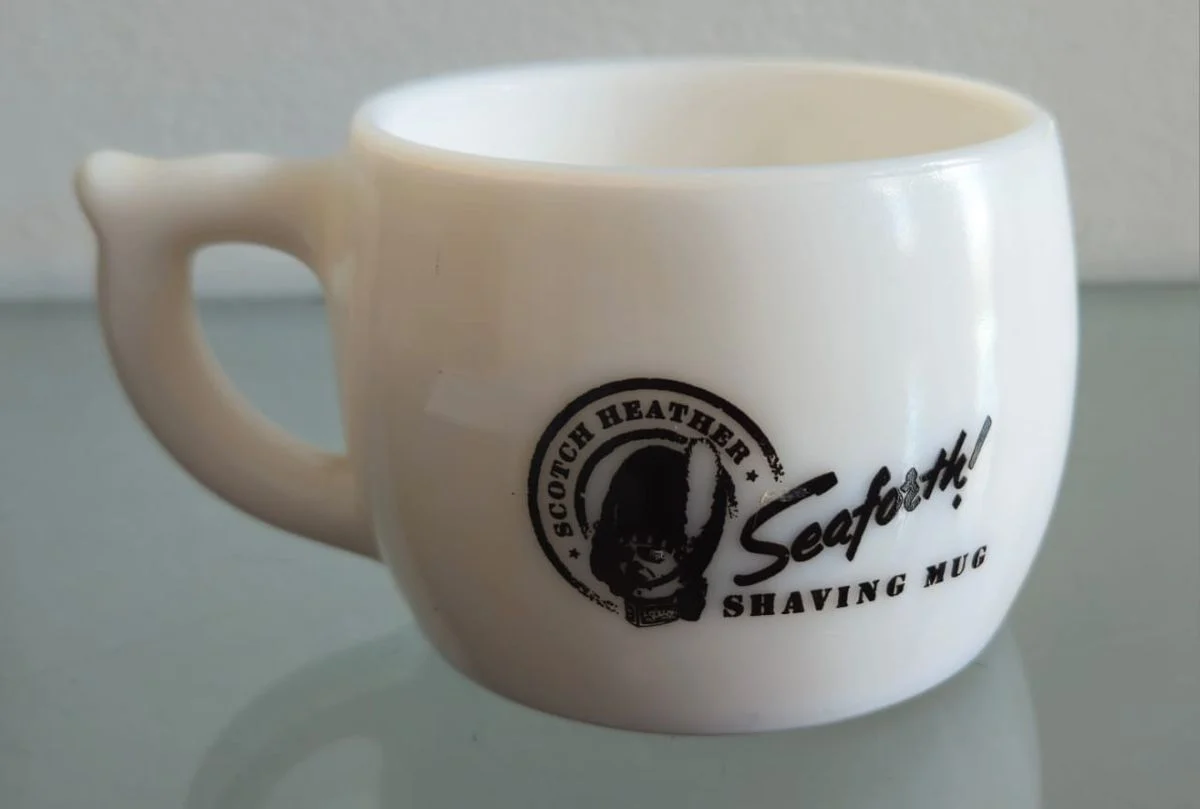 ★ SCOTCH HEATHER ★
Seaforth!
SHAVING MUG